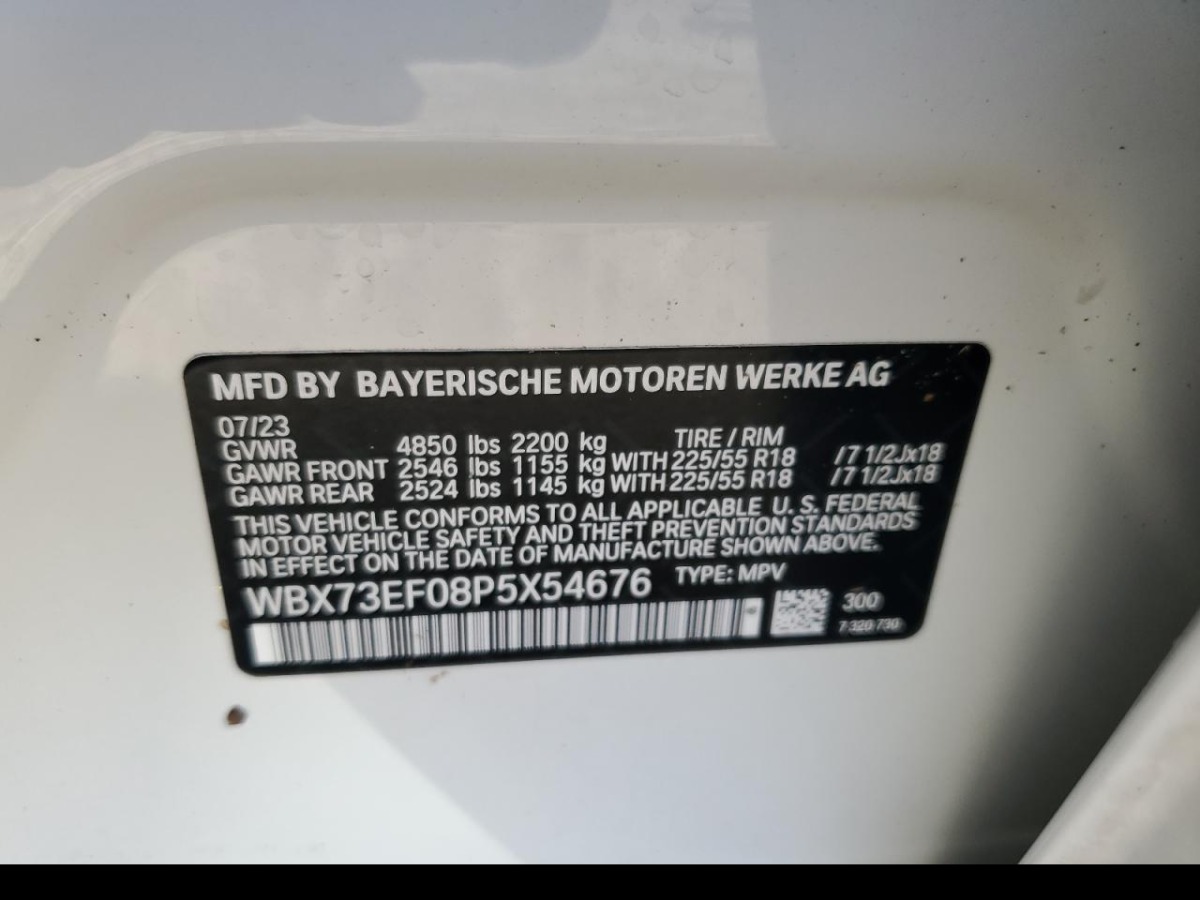 MFD BY BAYERISCHE MOTOREN WERKE AG
07/23
GVWR 4850 lbs 2200 kg TIRE / RIM
GAWR FRONT 2546 lbs 1155 kg WITH 225/55 R18 /7 1/2Jx18
GAWR REAR 2524 lbs 1145 kg WITH 225/55 R18 /7 1/2Jx18
THIS VEHICLE CONFORMS TO ALL APPLICABLE U. S. FEDERAL
MOTOR VEHICLE SAFETY AND THEFT PREVENTION STANDARDS
IN EFFECT ON THE DATE OF MANUFACTURE SHOWN ABOVE.
WBX73EF08P5X54676 TYPE: MPV
300
7 320 730